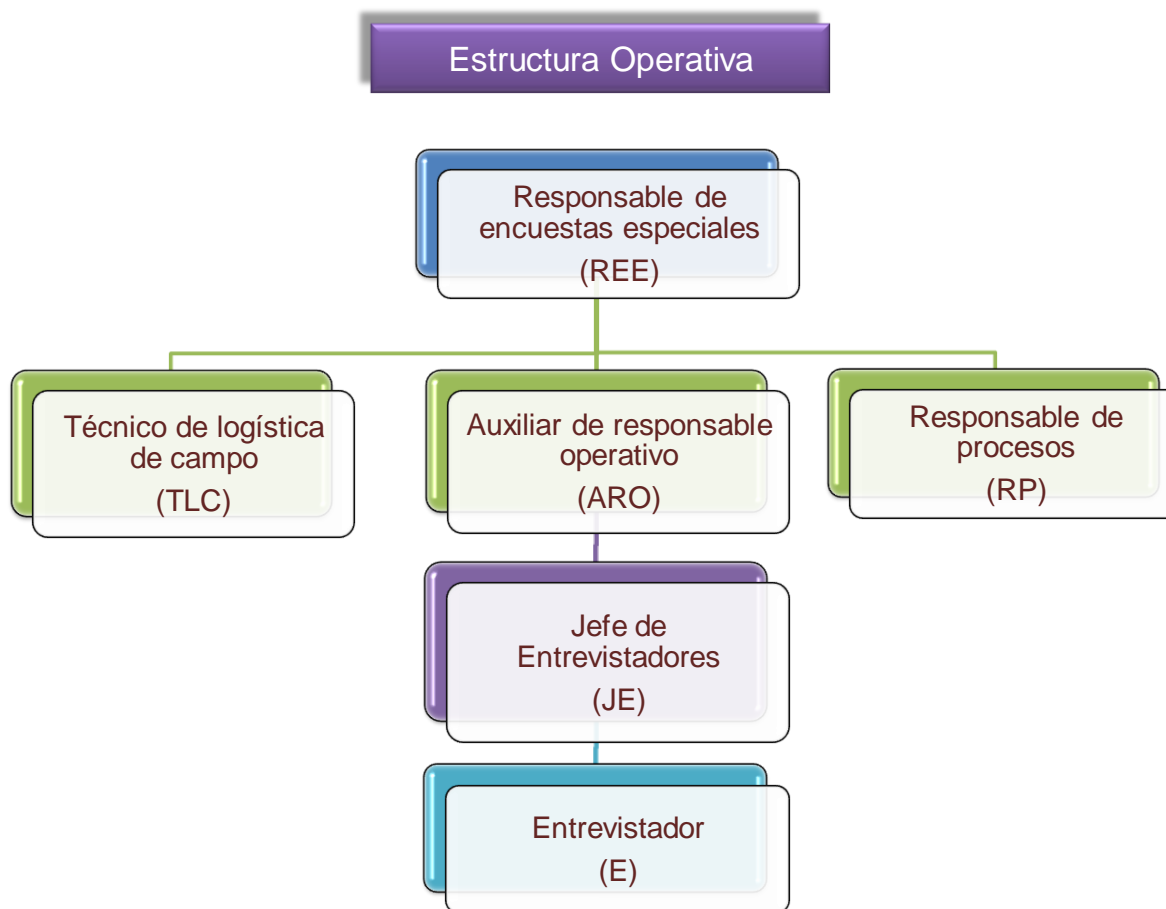 Estructura Operativa
Responsable de
encuestas especiales
(REE)
Técnico de logística
de campo
(TLC)
Auxiliar de responsable
operativo
(ARO)
Responsable de
procesos
(RP)
Jefe de
Entrevistadores
(JE)
Entrevistador
(E)